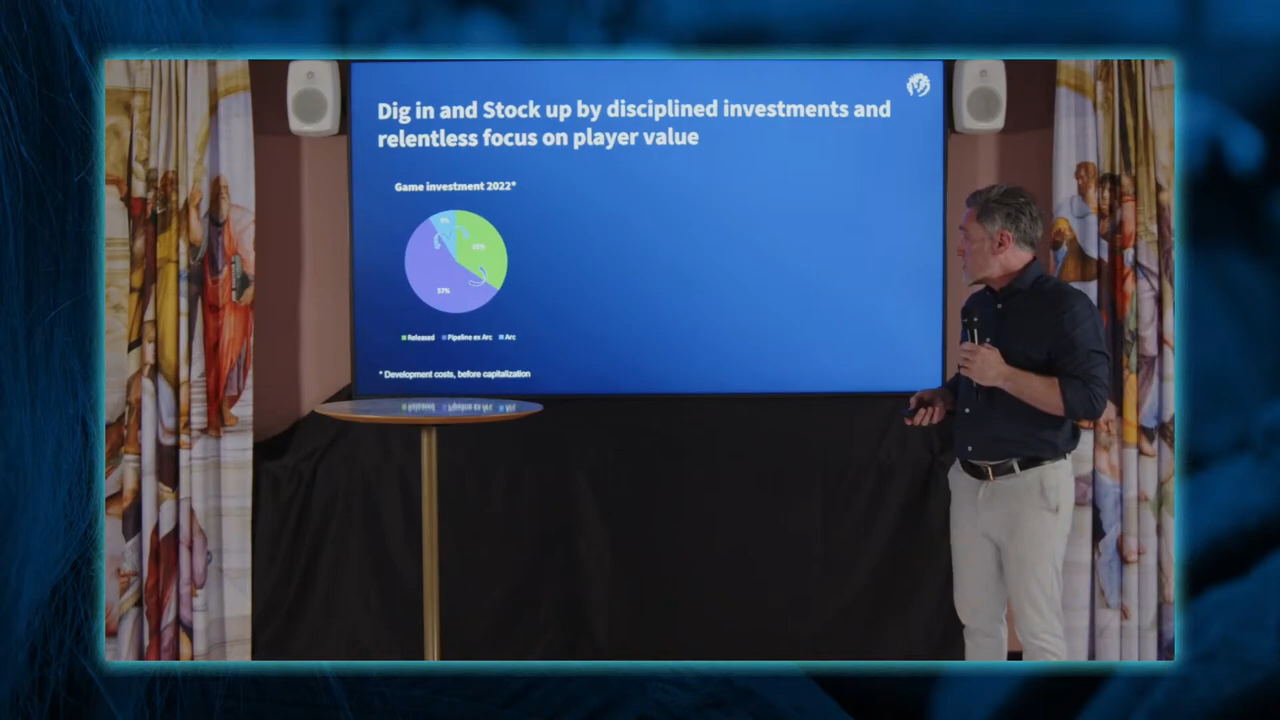 Dig in and Stock up by disciplined investments and
relentless focus on player value
Game investment 2022*
9%
57%
Released Pipeline ex Arc Arc
* Development costs, before capitalization